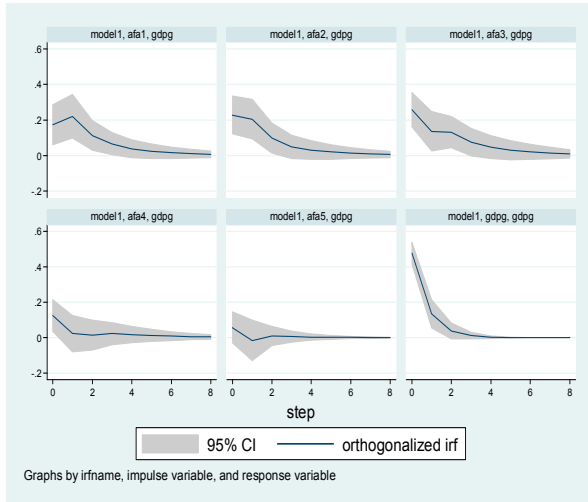 model1, afa1, gdpg
model1, afa2, gdpg
model1, afa3, gdpg
.6
.4
.2
0
-.2
model1, afa4, gdpg
model1, afa5, gdpg
model1, gdpg, gdpg
.6
.4
.2
0
-.2
0 2 4 6 8
0 2 4 6 8
0 2 4 6 8
step
95% CI
orthogonalized irf
Graphs by irfname, impulse variable, and response variable